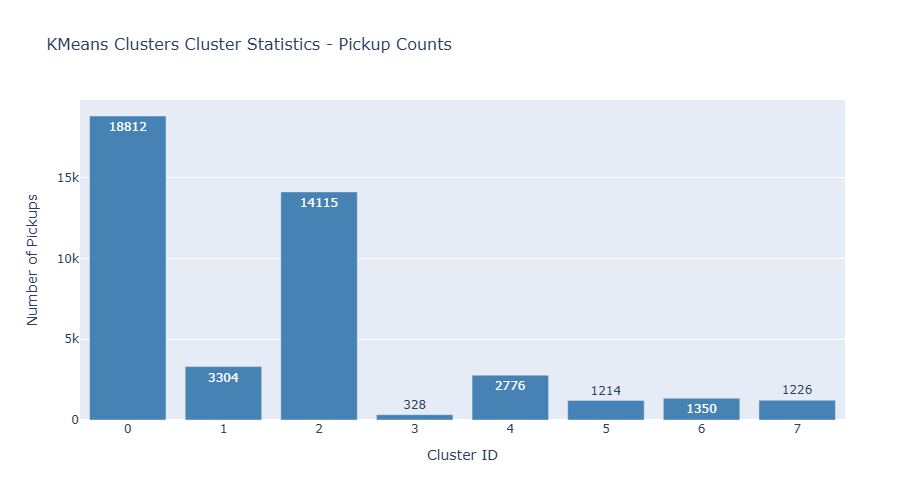 KMeans Clusters Cluster Statistics - Pickup Counts
Number of Pickups
15k
10k
5k
0
18812
3304
14115
328
2776
1214
1350
1226
0 1 2 3 4 5 6 7
Cluster ID